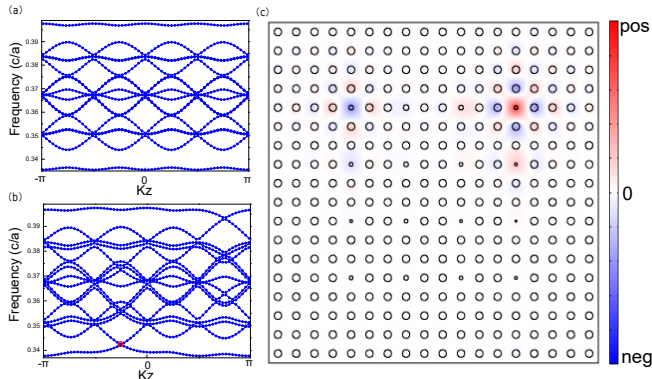 (a)
Frequency (c/a)
0.39
0.38
0.37
0.36
0.35
0.34
-π
0
π
Kz
(b)
Frequency (c/a)
0.39
0.38
0.37
0.36
0.35
0.34
-π
0
π
Kz
(c)
pos
0
neg